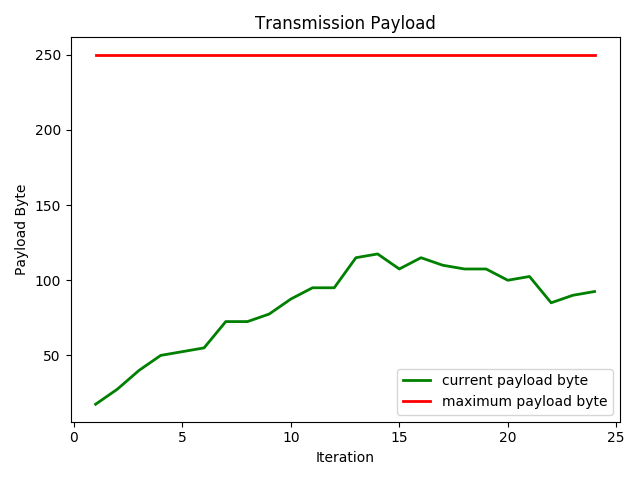 Transmission Payload
250
200
150
100
50
Payload Byte
0
5
10
15
20
25
Iteration
current payload byte
maximum payload byte